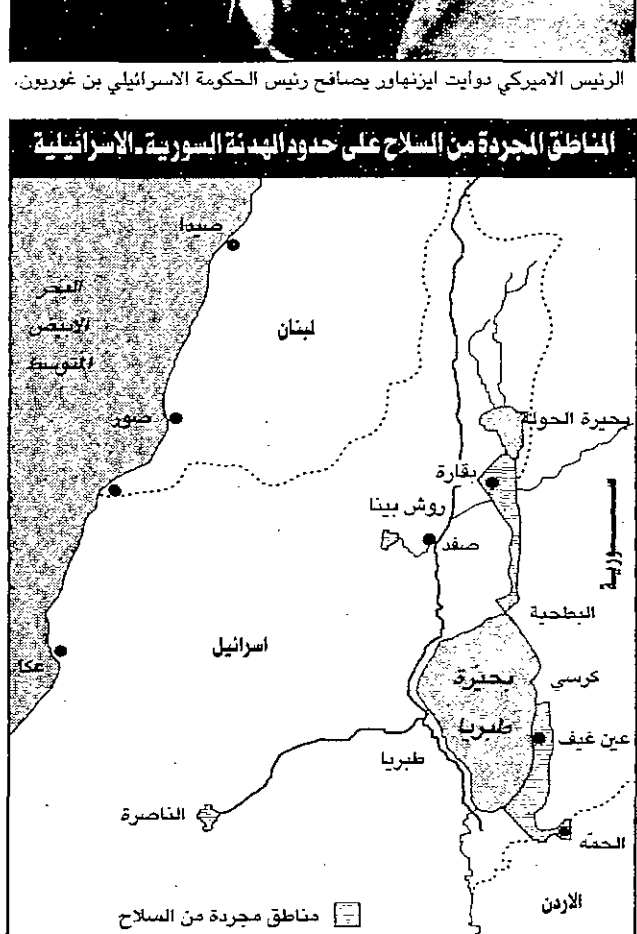 الرئيس الاميركي دوايت ايزنهاور يصافح رئيس الحكومة الاسرائيلي بن غوريون.
المناطق المجردة من السلاح على حدود الهدنة السورية ـ الاسرائيلية
صيدا
البحر
الابيض
المتوسط
لبنان
صور
بحيرة الحولة
بقارة
روش بينا
صفد
سورية
البطحية
اسرائيل
عكا
كرسي
بحيرة
طبريا
عين غيف
طبريا
الناصرة
الحمّه
الاردن
مناطق مجردة من السلاح